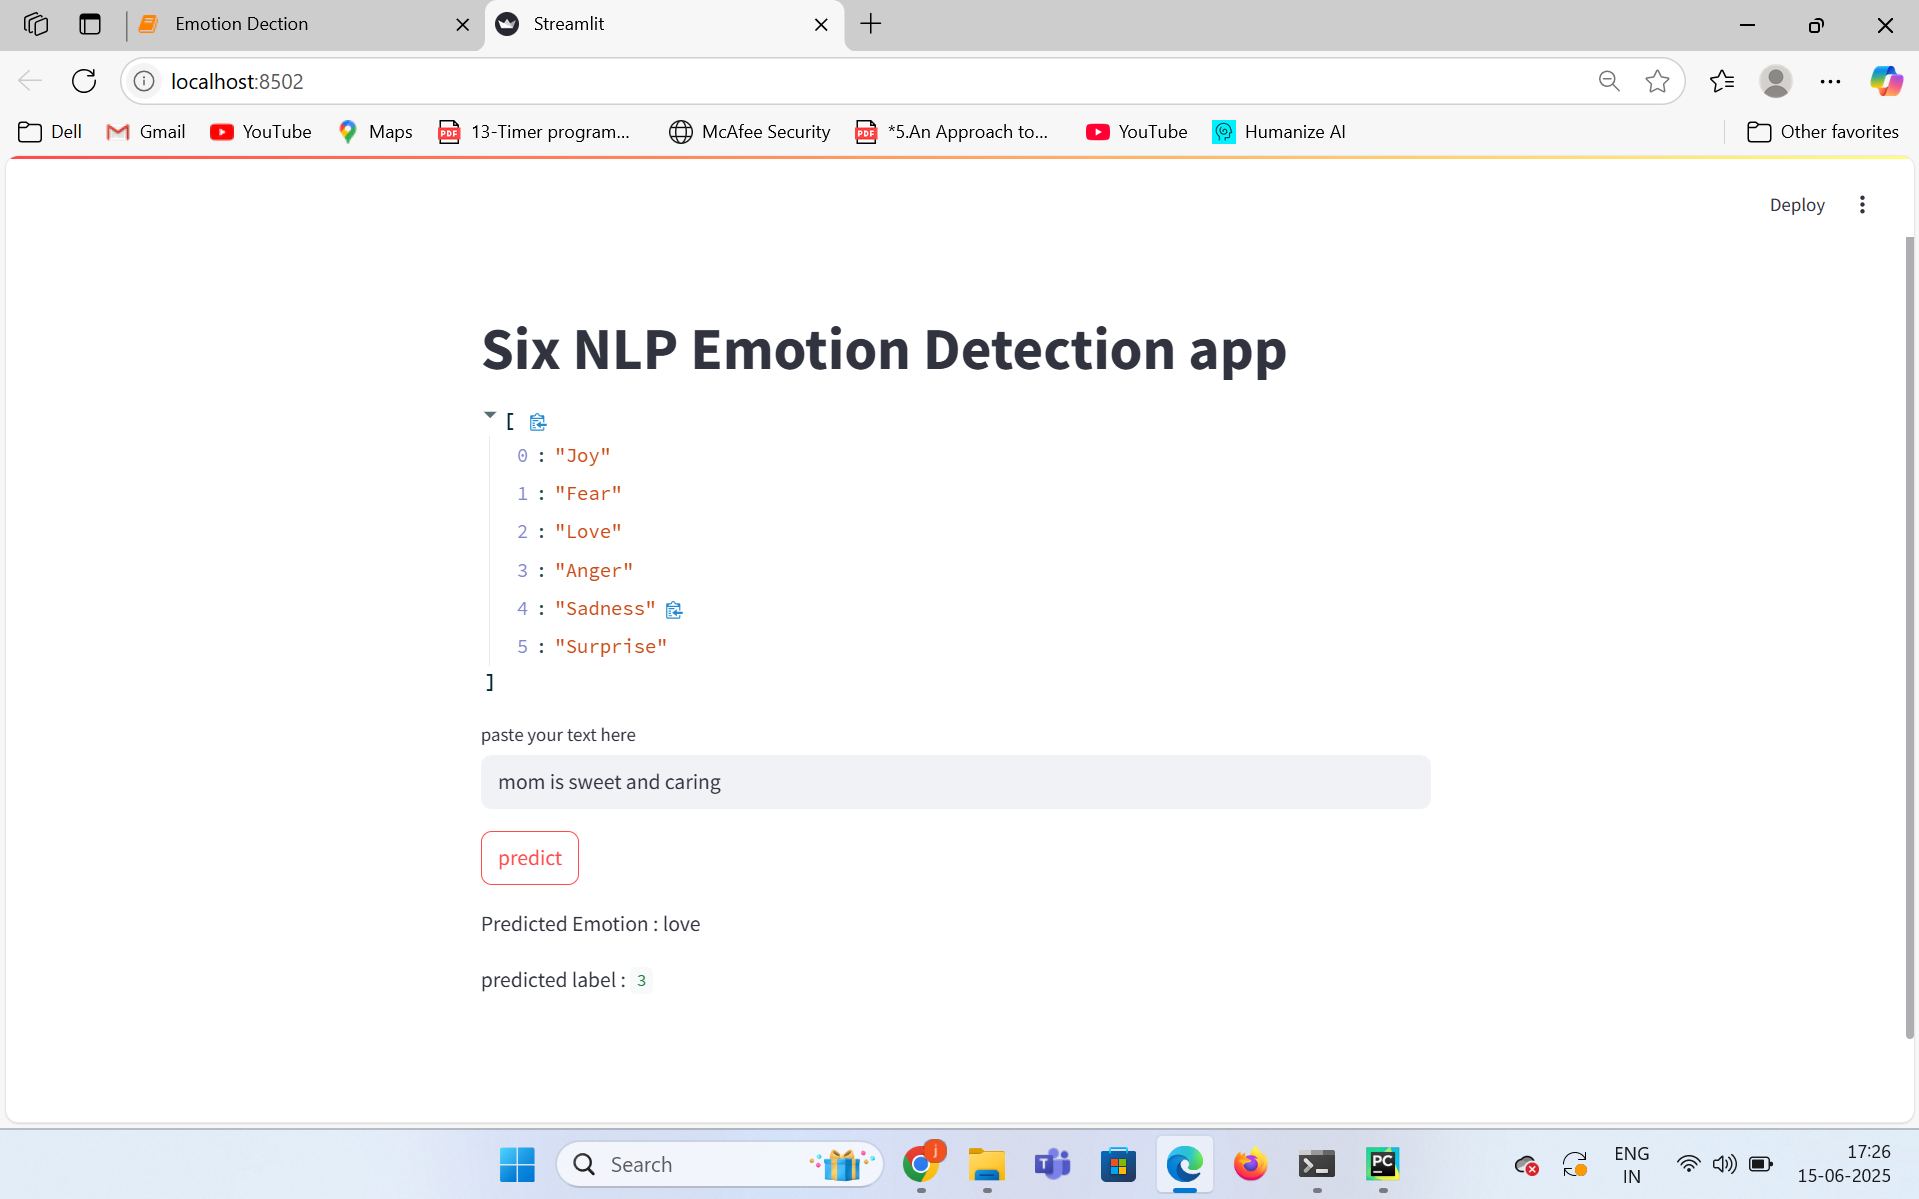 Emotion Dection
Streamlit
localhost:8502
Dell
Gmail
YouTube
Maps
13-Timer program...
McAfee Security
*5.An Approach to...
YouTube
Humanize AI
Other favorites
Deploy
Six NLP Emotion Detection app
[
0 : "Joy"
1 : "Fear"
2 : "Love"
3 : "Anger"
4 : "Sadness"
5 : "Surprise"
]
paste your text here
mom is sweet and caring
predict
Predicted Emotion : love
predicted label : 3
Search
j
PC
ENG
IN
17:26
15-06-2025